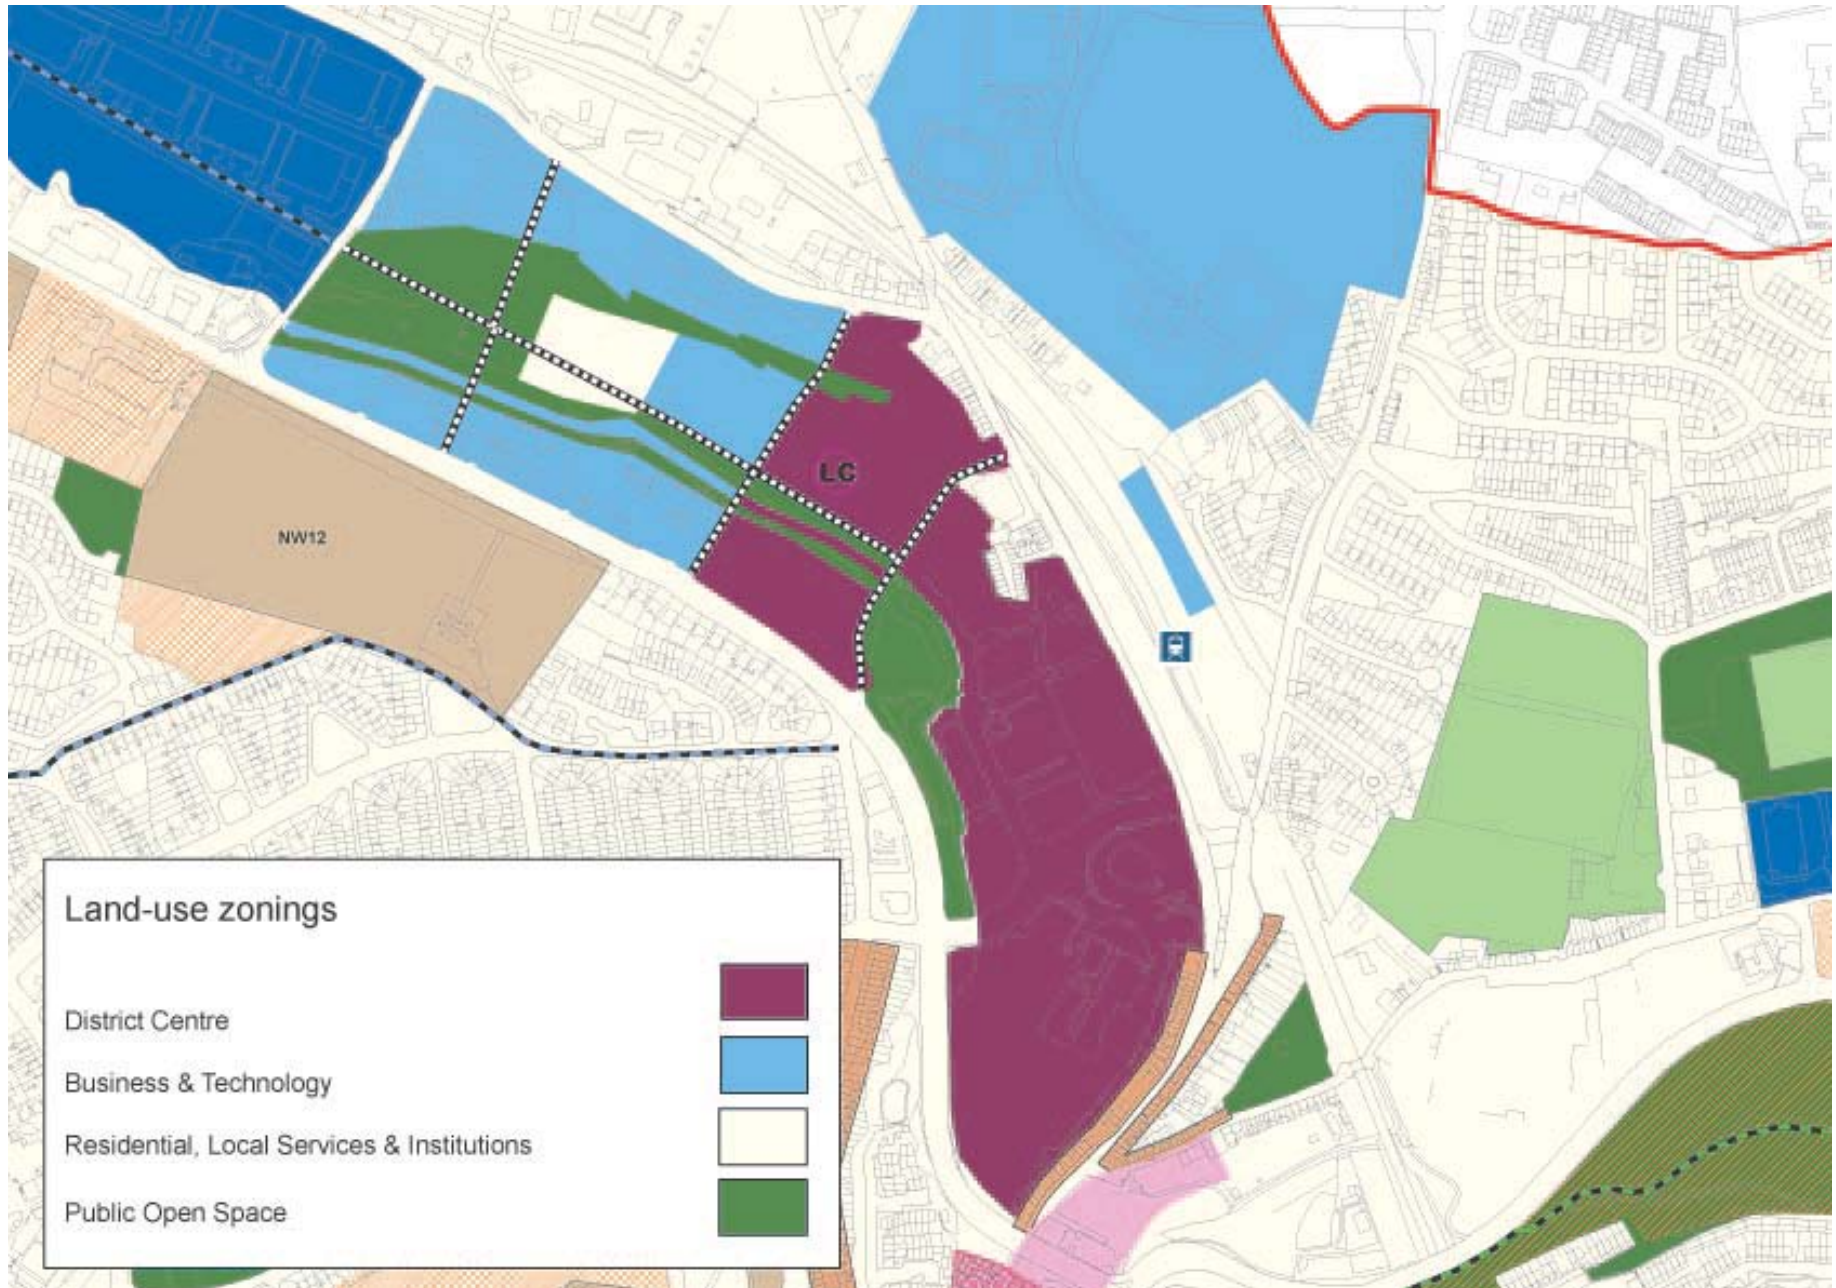 LC
NW12
Land-use zonings
District Centre
Business & Technology
Residential, Local Services & Institutions
Public Open Space